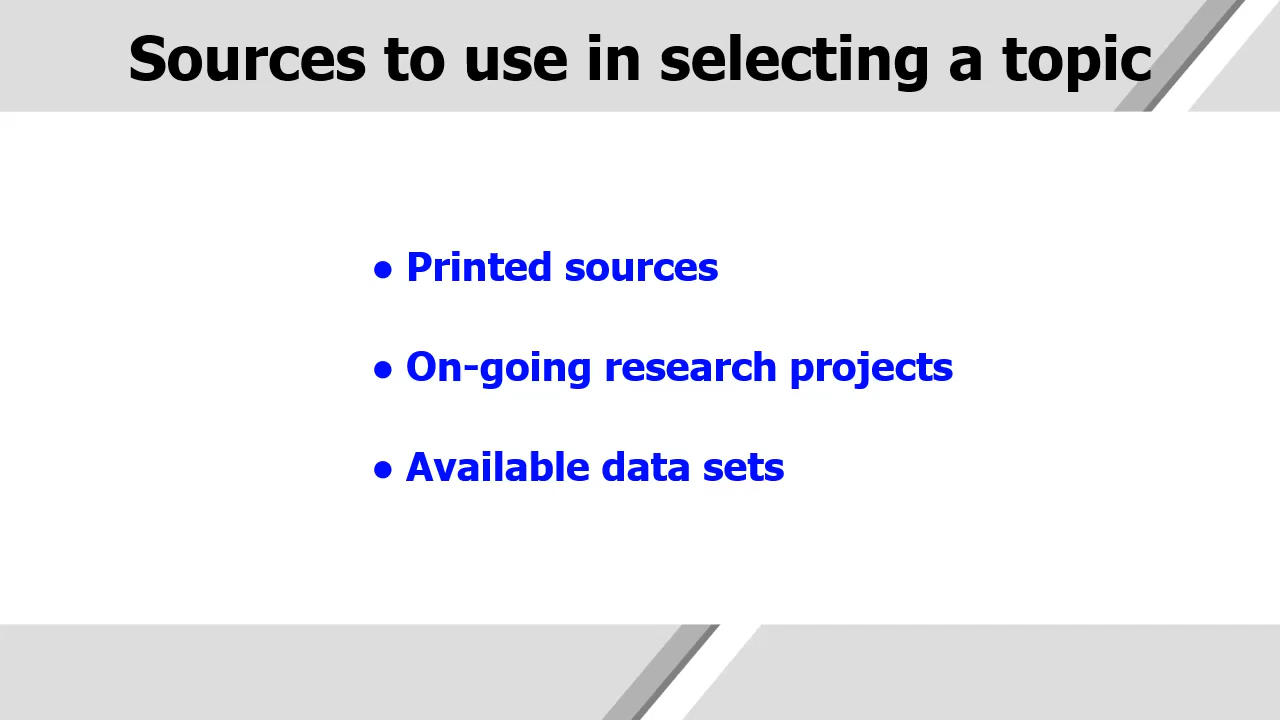 Sources to use in selecting a topic
● Printed sources
● On-going research projects
● Available data sets